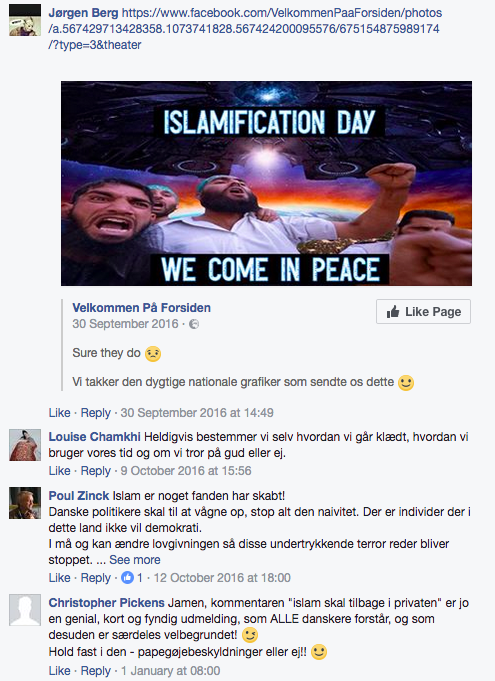 Jørgen Berg https://www.facebook.com/VelkommenPaaForsiden/photos
/a.567429713428358.1073741828.567424200095576/675154875989174
/?type=3&theater
ISLAMIFICATION DAY
WE COME IN PEACE
Velkommen På Forsiden
30 September 2016 ·
Like Page
Sure they do 😒
Vi takker den dygtige nationale grafiker som sendte os dette 🙂
Like · Reply · 30 September 2016 at 14:49
Louise Chamkhi Heldigvis bestemmer vi selv hvordan vi går klædt, hvordan vi
bruger vores tid og om vi tror på gud eller ej.
Like · Reply · 9 October 2016 at 15:56
Poul Zinck Islam er noget fanden har skabt!
Danske politikere skal til at vågne op, stop alt den naivitet. Der er individer der i
dette land ikke vil demokrati.
I må og kan ændre lovgivningen så disse undertrykkende terror reder bliver
stoppet. ... See more
Like · Reply · 1 · 12 October 2016 at 18:00
Christopher Pickens Jamen, kommentaren "islam skal tilbage i privaten" er jo
en genial, kort og fyndig udmelding, som ALLE danskere forstår, og som
desuden er særdeles velbegrundet! 😉
Hold fast i den - papegøjebeskyldninger eller ej!! 🙂
Like · Reply · 1 January at 08:00